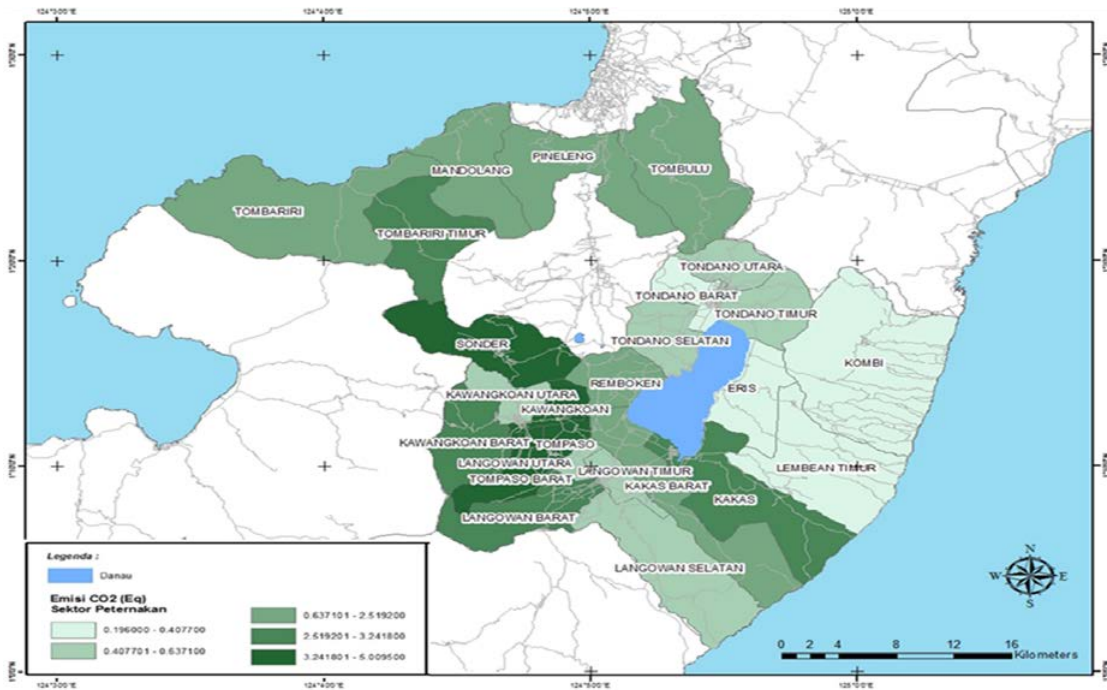 TOMBARIRI
MANDOLANG
PINELENG
TOMBULU
TOMBARIRI TIMUR
TONDANO UTARA
TONDANO BARAT
TONDANO TIMUR
TONDANO SELATAN
SONDER
KOMBI
REMBOKEN
ERIS
KAWANGKOAN UTARA
KAWANGKOAN
KAWANGKOAN BARAT
TOMPASO
LANGOWAN UTARA
LANGOWAN TIMUR
LEMBEAN TIMUR
TOMPASO BARAT
KAKAS BARAT
KAKAS
LANGOWAN BARAT
LANGOWAN SELATAN
Legenda :
Danau
Emisi CO2 (Eq)
Sektor Peternakan
0.196000 - 0.407700
0.407701 - 0.637100
0.637101 - 2.519200
2.519201 - 3.241800
3.241801 - 5.009500
N
W E
S
0 2 4 8 12 16
Kilometers